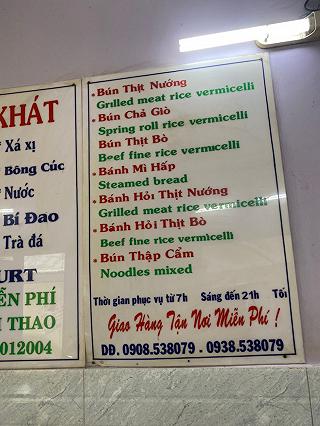 KHÁT
Xá xị
Bông Cúc
Nước
Bí Đao
Trà đá
URT
ỄN PHÍ
I THAO
012004
• Bún Thịt Nướng
Grilled meat rice vermicelli
• Bún Chả Giò
Spring roll rice vermicelli
Bún Thịt Bò
Beef fine rice vermicelli
• Bánh Mì Hấp
Steamed bread
• Bánh Hỏi Thịt Nướng
Grilled meat rice vermicelli
• Bánh Hỏi Thịt Bò
Beef fine rice vermicelli
• Bún Thập Cẩm
Noodles mixed
Thời gian phục vụ từ 7h Sáng đến 21h Tối
Giao Hàng Tận Nơi Miễn Phí !
DĐ. 0908.538079 . 0938.538079